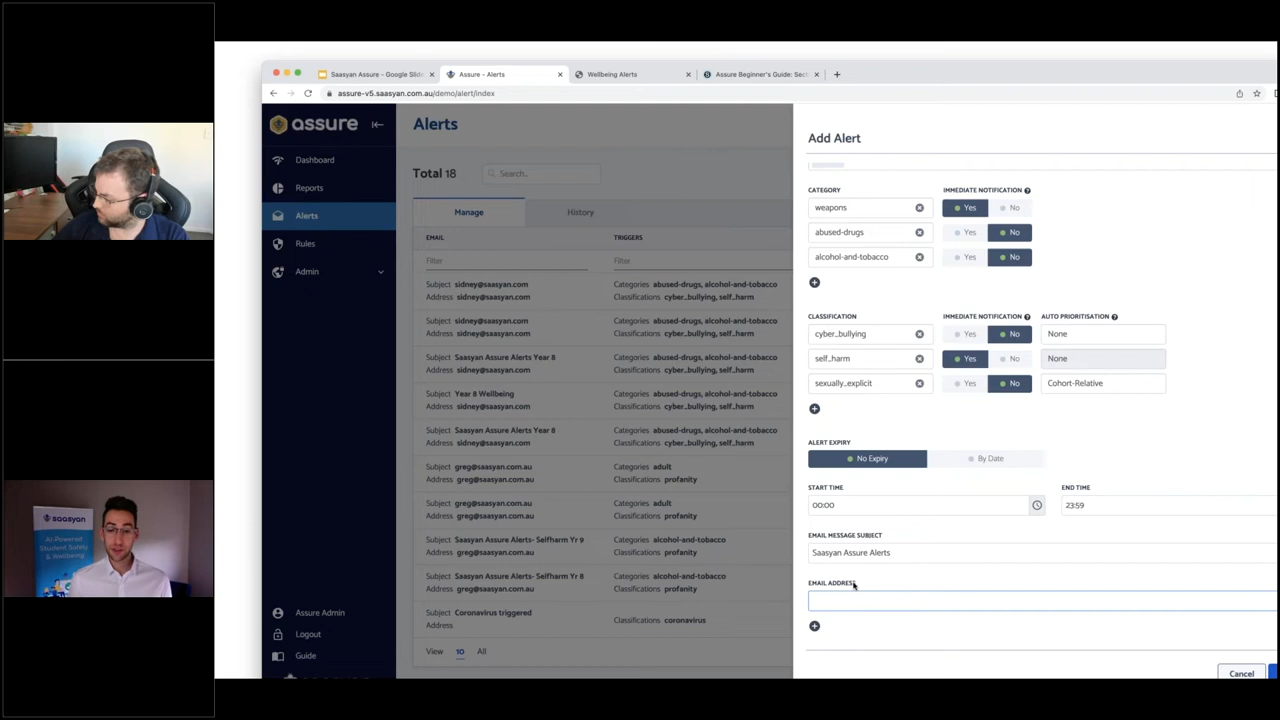 Saasyan Assure - Google Slide
Assure - Alerts
Wellbeing Alerts
Assure Beginner's Guide: Sect
assure-v5.saasyan.com.au/demo/alert/index
assure
Dashboard
Reports
Alerts
Rules
Admin
Assure Admin
Logout
Guide
Alerts
Total 18
Search..
Manage
History
EMAIL
TRIGGERS
Filter
Filter
Subject sidney@saasyan.com
Categories abused-drugs, alcohol-and-tobacco
Address sidney@saasyan.com
Classifications cyber_bullying, self_harm
Subject sidney@saasyan.com
Categories abused-drugs, alcohol-and-tobacco
Address sidney@saasyan.com
Classifications cyber_bullying, self_harm
Subject Saasyan Assure Alerts Year 8
Categories abused-drugs, alcohol-and-tobacco
Address sidney@saasyan.com
Classifications cyber_bullying, self_harm
Subject Year 8 Wellbeing
Categories abused-drugs, alcohol-and-tobacco
Address sidney@saasyan.com
Classifications cyber_bullying, self_harm
Subject Saasyan Assure Alerts Year 8
Categories abused-drugs, alcohol-and-tobacco
Address sidney@saasyan.com
Classifications cyber_bullying, self_harm
Subject greg@saasyan.com.au
Categories adult
Address greg@saasyan.com.au
Classifications profanity
Subject greg@saasyan.com.au
Categories adult
Address greg@saasyan.com.au
Classifications profanity
Subject Saasyan Assure Alerts- Selfharm Yr 9
Categories alcohol-and-tobacco
Address greg@saasyan.com.au
Classifications profanity
Subject Saasyan Assure Alerts- Selfharm Yr 8
Categories alcohol-and-tobacco
Address greg@saasyan.com.au
Classifications profanity
Subject Coronavirus triggered
Address
Classifications coronavirus
View 10 All
Add Alert
CATEGORY
IMMEDIATE NOTIFICATION
weapons
Yes
No
abused-drugs
Yes
No
alcohol-and-tobacco
Yes
No
CLASSIFICATION
IMMEDIATE NOTIFICATION
AUTO PRIORITISATION
cyber_bullying
Yes
No
None
self_harm
Yes
No
None
sexually_explicit
Yes
No
Cohort-Relative
ALERT EXPIRY
No Expiry
By Date
START TIME
END TIME
00:00
23:59
EMAIL MESSAGE SUBJECT
Saasyan Assure Alerts
EMAIL ADDRESS
Cancel
saasyan
AI-Powered
Student Safety
& Wellbeing